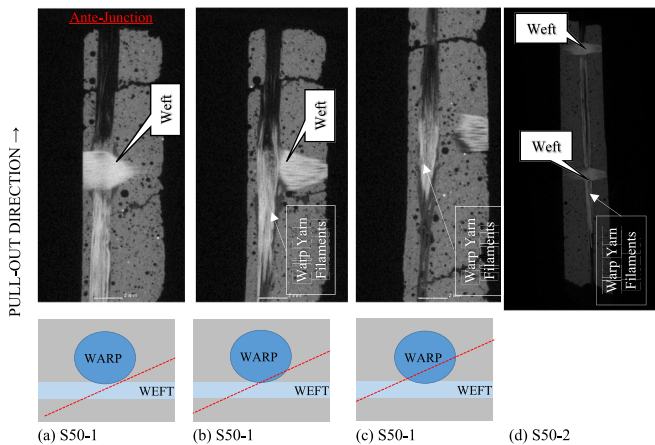 Ante-Junction
PULL-OUT DIRECTION →
Weft
Weft
Warp Yarn
Filaments
Warp Yarn
Filaments
Weft
Weft
Warp Yarn
Filaments
WARP
WEFT
WARP
WEFT
WARP
WEFT
(a) S50-1
(b) S50-1
(c) S50-1
(d) S50-2